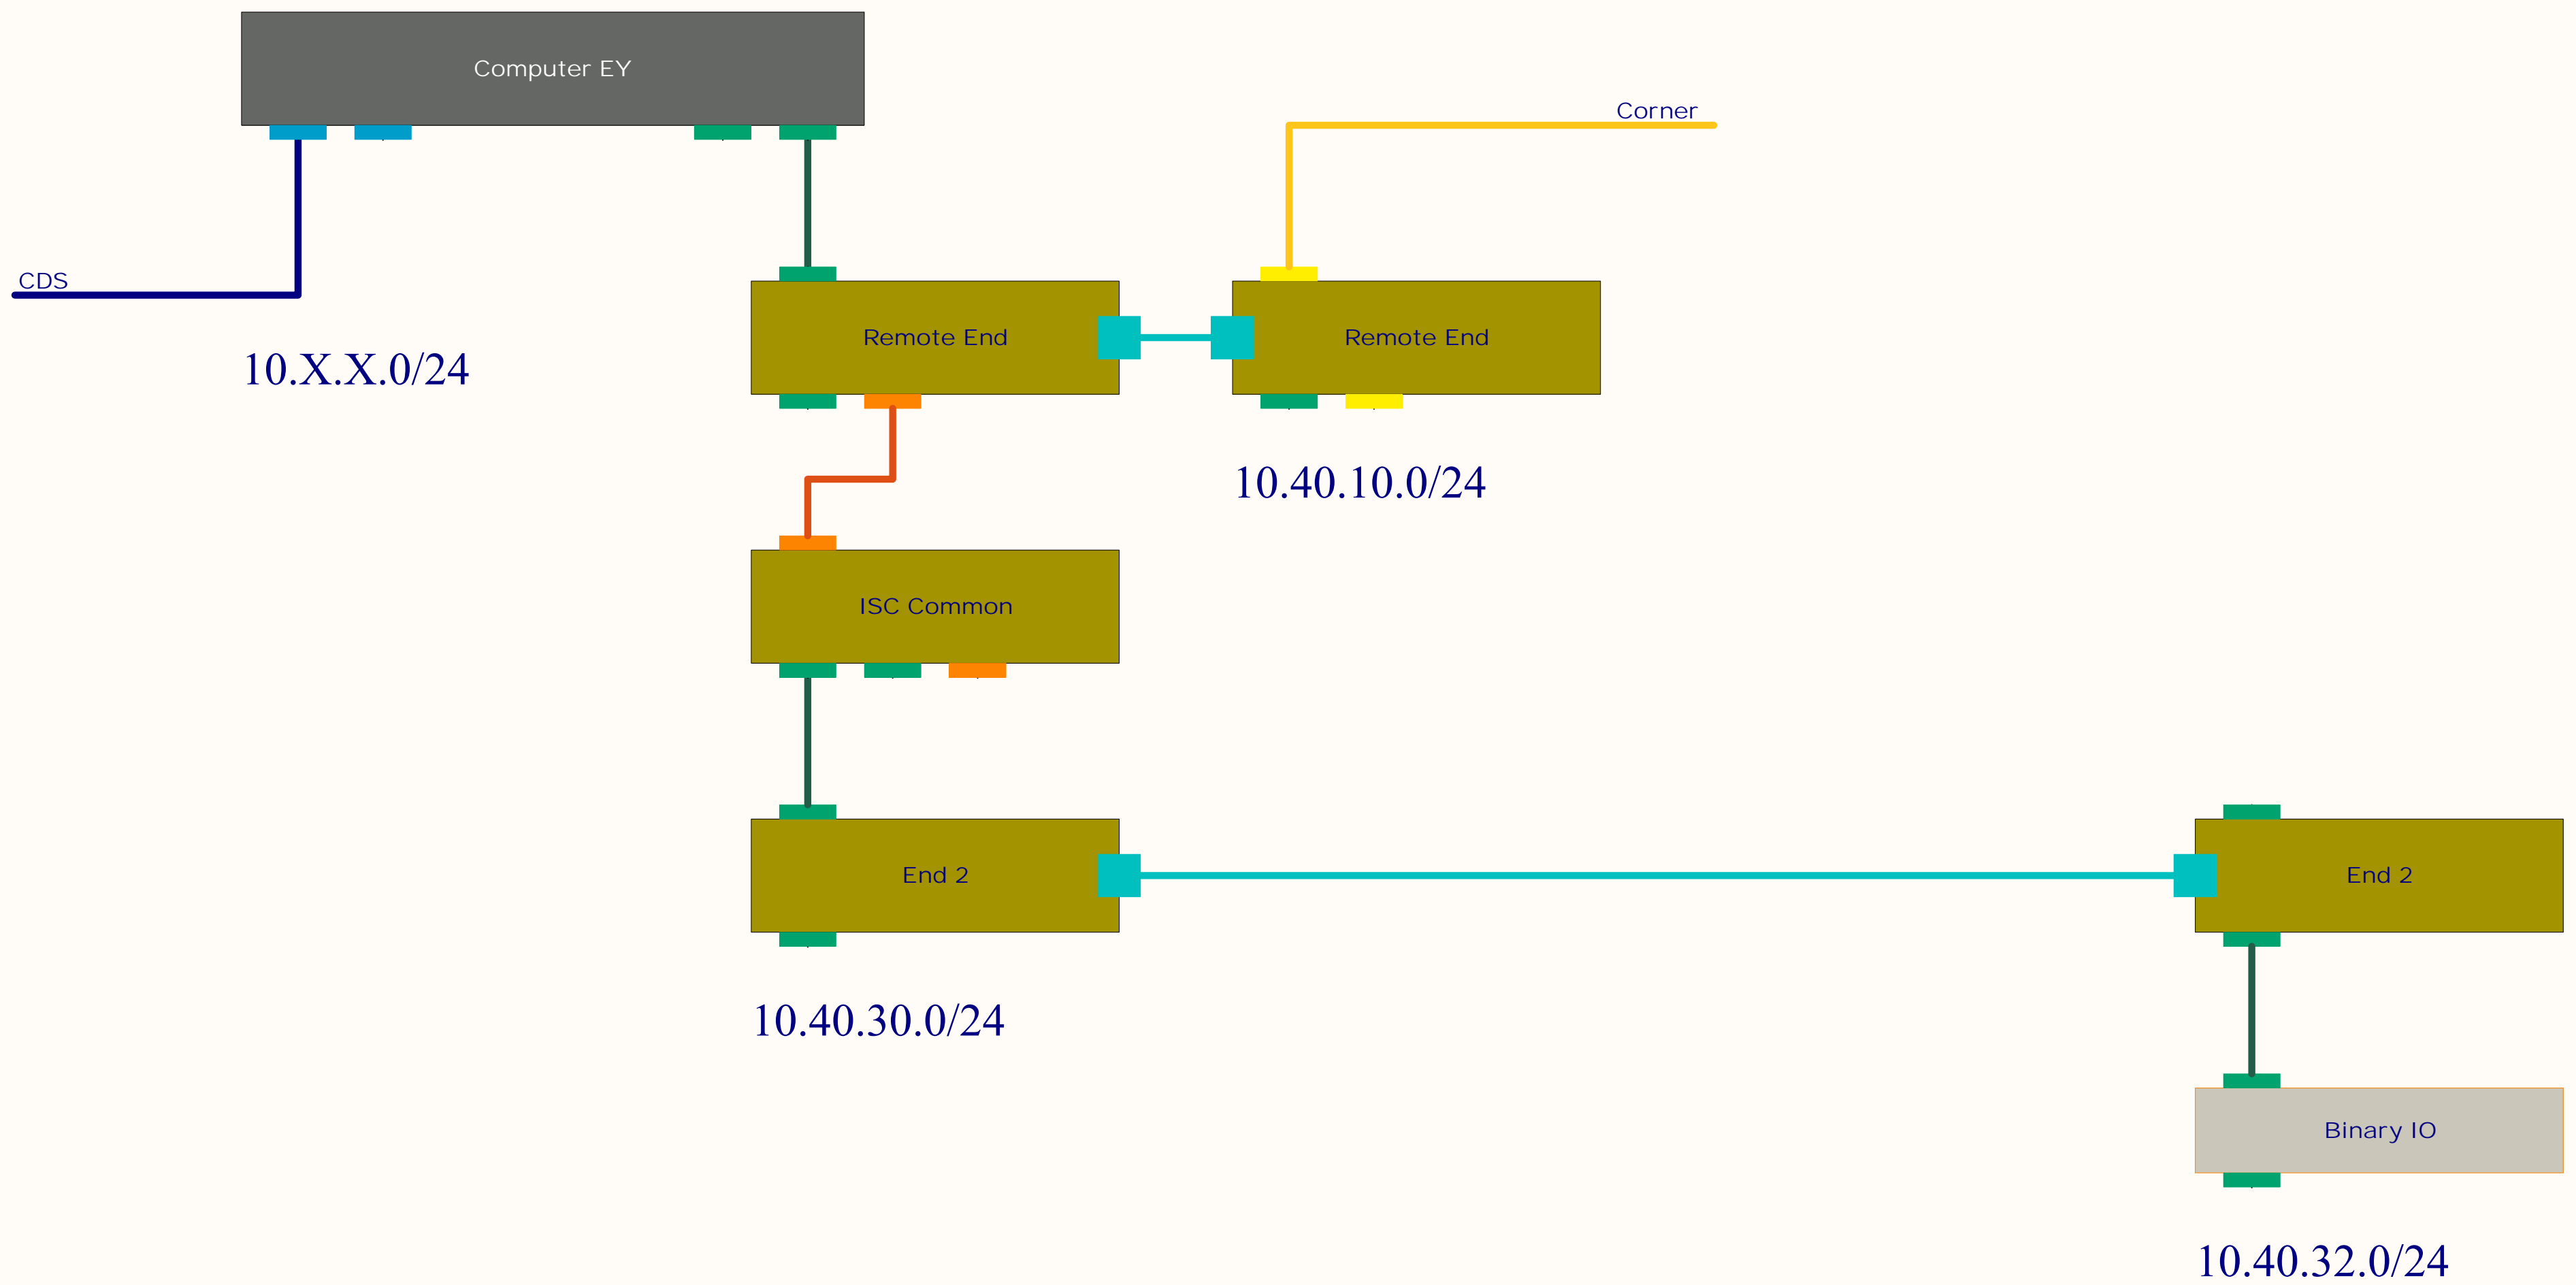 Computer EY
Corner
CDS
Remote End
Remote End
10.X.X.0/24
10.40.10.0/24
ISC Common
End 2
End 2
10.40.30.0/24
Binary IO
10.40.32.0/24